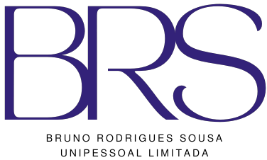 BRS
BRUNO RODRIGUES SOUSA
UNIPESSOAL LIMITADA